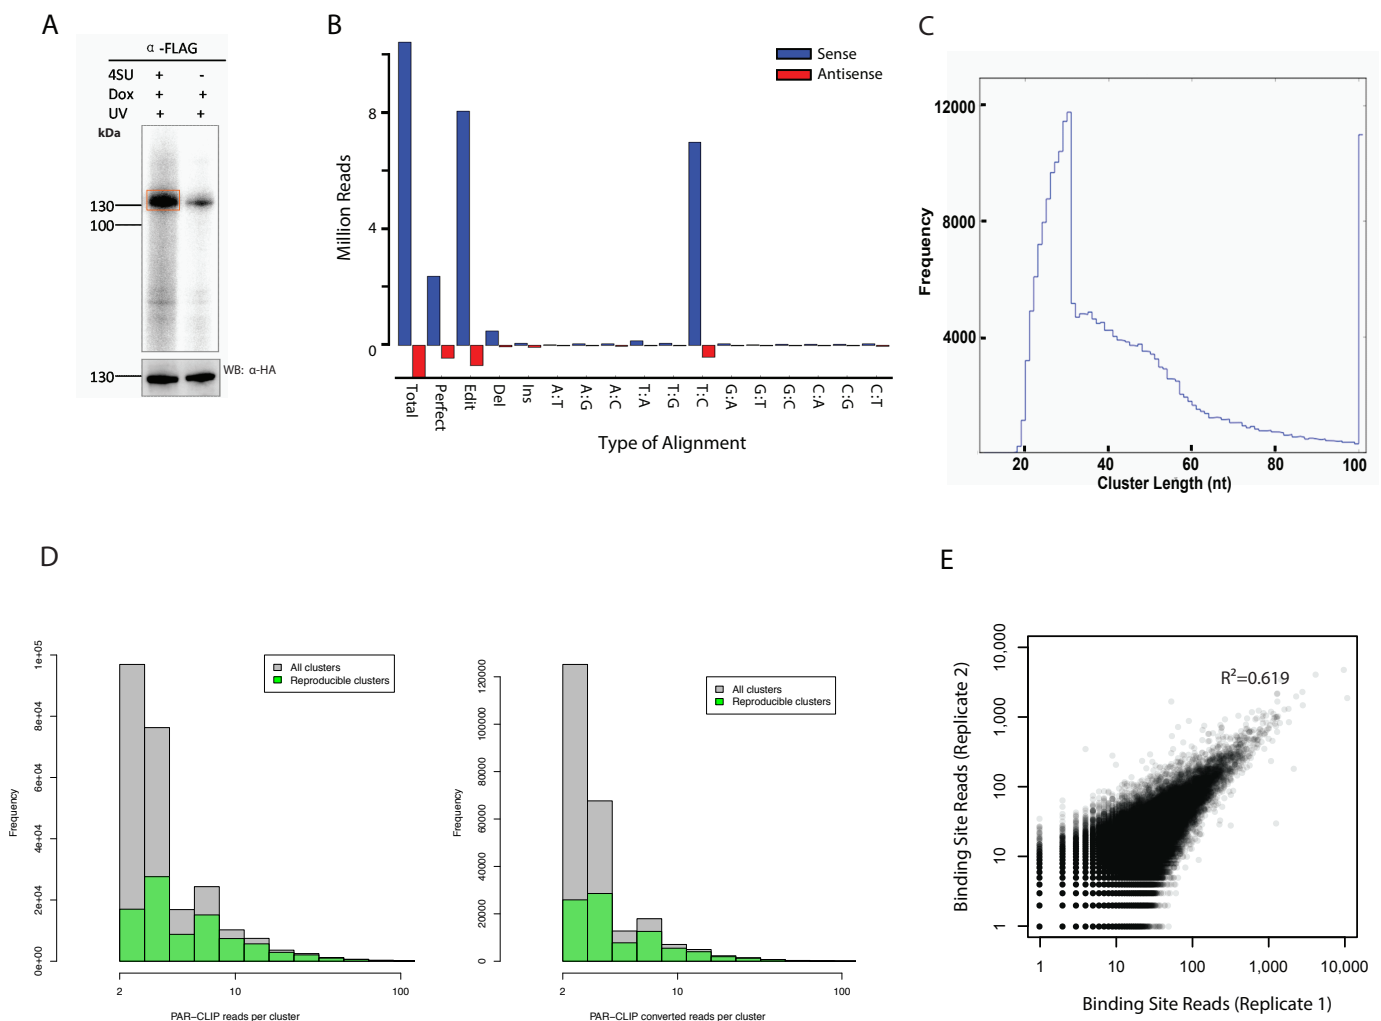 A
α -FLAG
4SU + -
Dox + +
UV + +
kDa
130
100
130
WB: α-HA
B
Sense
Antisense
Million Reads
8
4
0
Total
Perfect
Edit
Del
Ins
A:T
A:G
A:C
T:A
T:G
T:C
G:A
G:T
G:C
C:A
C:G
C:T
Type of Alignment
C
Frequency
12000
8000
4000
20 40 60 80 100
Cluster Length (nt)
D
Frequency
1e+05
8e+04
6e+04
4e+04
2e+04
0e+00
All clusters
Reproducible clusters
2 10 100
PAR−CLIP reads per cluster
Frequency
120000
100000
80000
60000
40000
20000
0
All clusters
Reproducible clusters
2 10 100
PAR−CLIP converted reads per cluster
E
Binding Site Reads (Replicate 2)
10,000
1,000
100
10
1
R²=0.619
1 10 100 1,000 10,000
Binding Site Reads (Replicate 1)